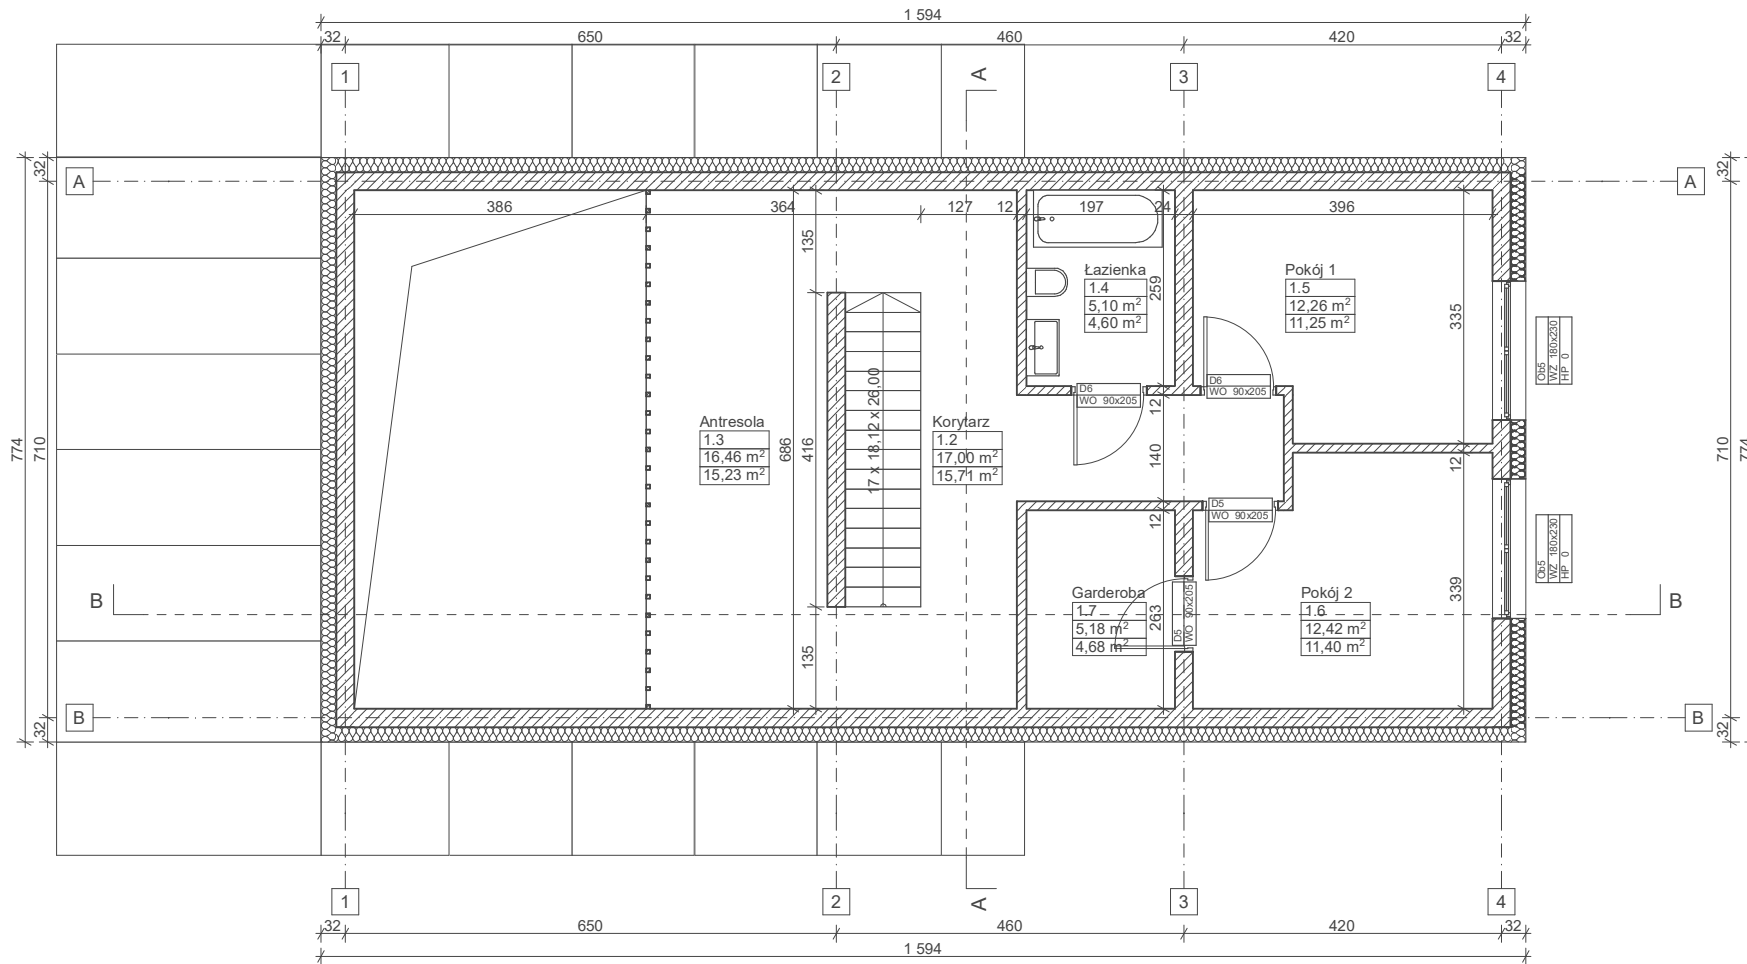 1 594
32
650
460
420
32
1
2
A
3
4
774
710
32
A
32
A
386
364
127
12
197
24
396
135
Łazienka
1.4
5,10 m²
4,60 m²
259
Pokój 1
1.5
12,26 m²
11,25 m²
335
Ob5
WZ 180x230
HP 0
D6
WO 90x205
D6
WO 90x205
Antresola
1.3
16,46 m²
15,23 m²
686
416
17 x 18,12 x 26,00
Korytarz
1.2
17,00 m²
15,71 m²
12
140
12
12
710
774
D5
WO 90x205
Ob5
WZ 180x230
HP 0
B
Garderoba
1.7
5,18 m²
4,68 m²
263
D5
WO 90x205
Pokój 2
1.6
12,42 m²
11,40 m²
339
B
135
B
32
B
32
1
2
A
3
4
32
650
460
420
32
1 594